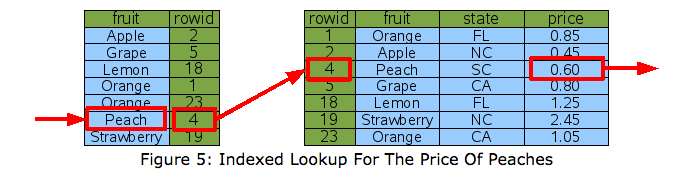 fruit rowid
Apple 2
Grape 5
Lemon 18
Orange 1
Orange 23
Peach 4
Strawberry 19
rowid fruit state price
1 Orange FL 0.85
2 Apple NC 0.45
4 Peach SC 0.60
5 Grape CA 0.80
18 Lemon FL 1.25
19 Strawberry NC 2.45
23 Orange CA 1.05
Figure 5: Indexed Lookup For The Price Of Peaches